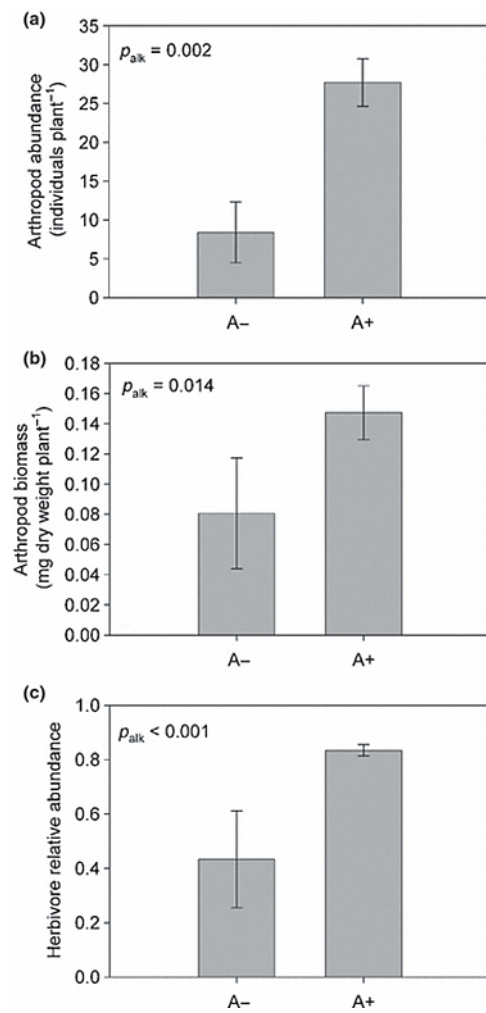 (a)
p_alk = 0.002
Arthropod abundance
(individuals plant⁻¹)
35
30
25
20
15
10
5
0
A− A+
(b)
p_alk = 0.014
Arthropod biomass
(mg dry weight plant⁻¹)
0.18
0.16
0.14
0.12
0.10
0.08
0.06
0.04
0.02
0.00
A− A+
(c)
p_alk < 0.001
Herbivore relative abundance
1.0
0.8
0.6
0.4
0.2
0.0
A− A+